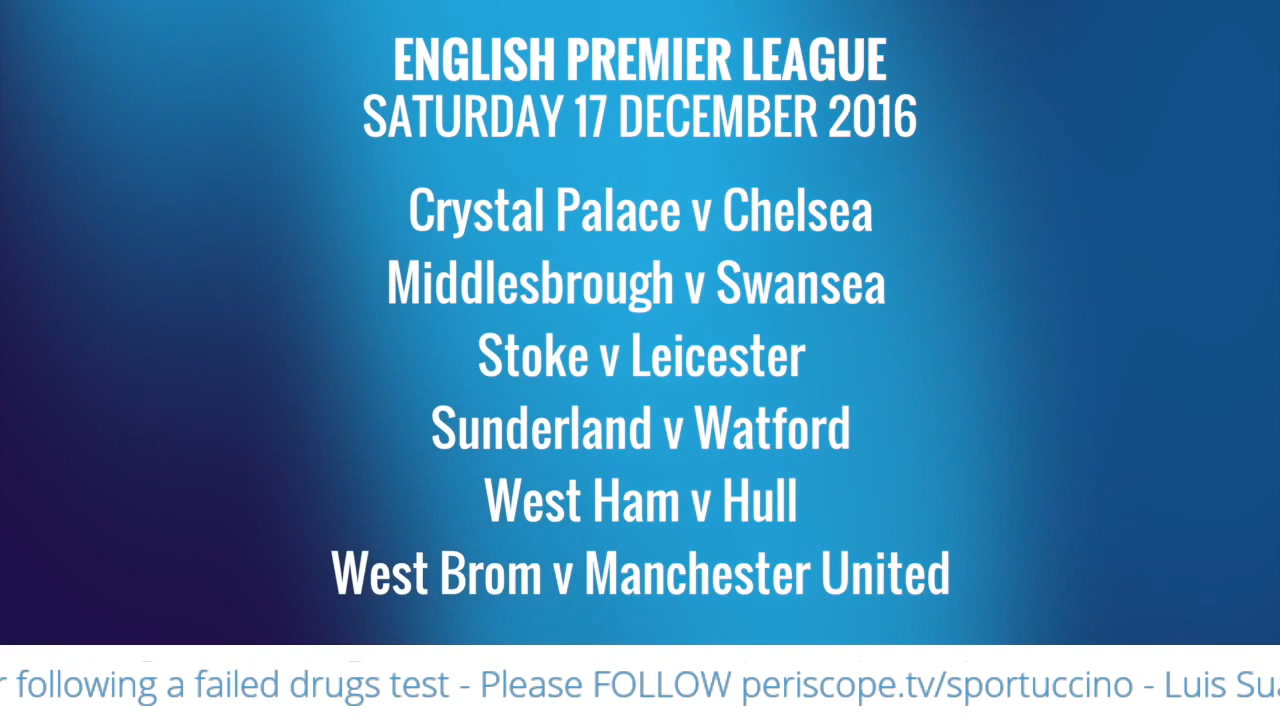 ENGLISH PREMIER LEAGUE
SATURDAY 17 DECEMBER 2016
Crystal Palace v Chelsea
Middlesbrough v Swansea
Stoke v Leicester
Sunderland v Watford
West Ham v Hull
West Brom v Manchester United
following a failed drugs test - Please FOLLOW periscope.tv/sportuccino - Luis